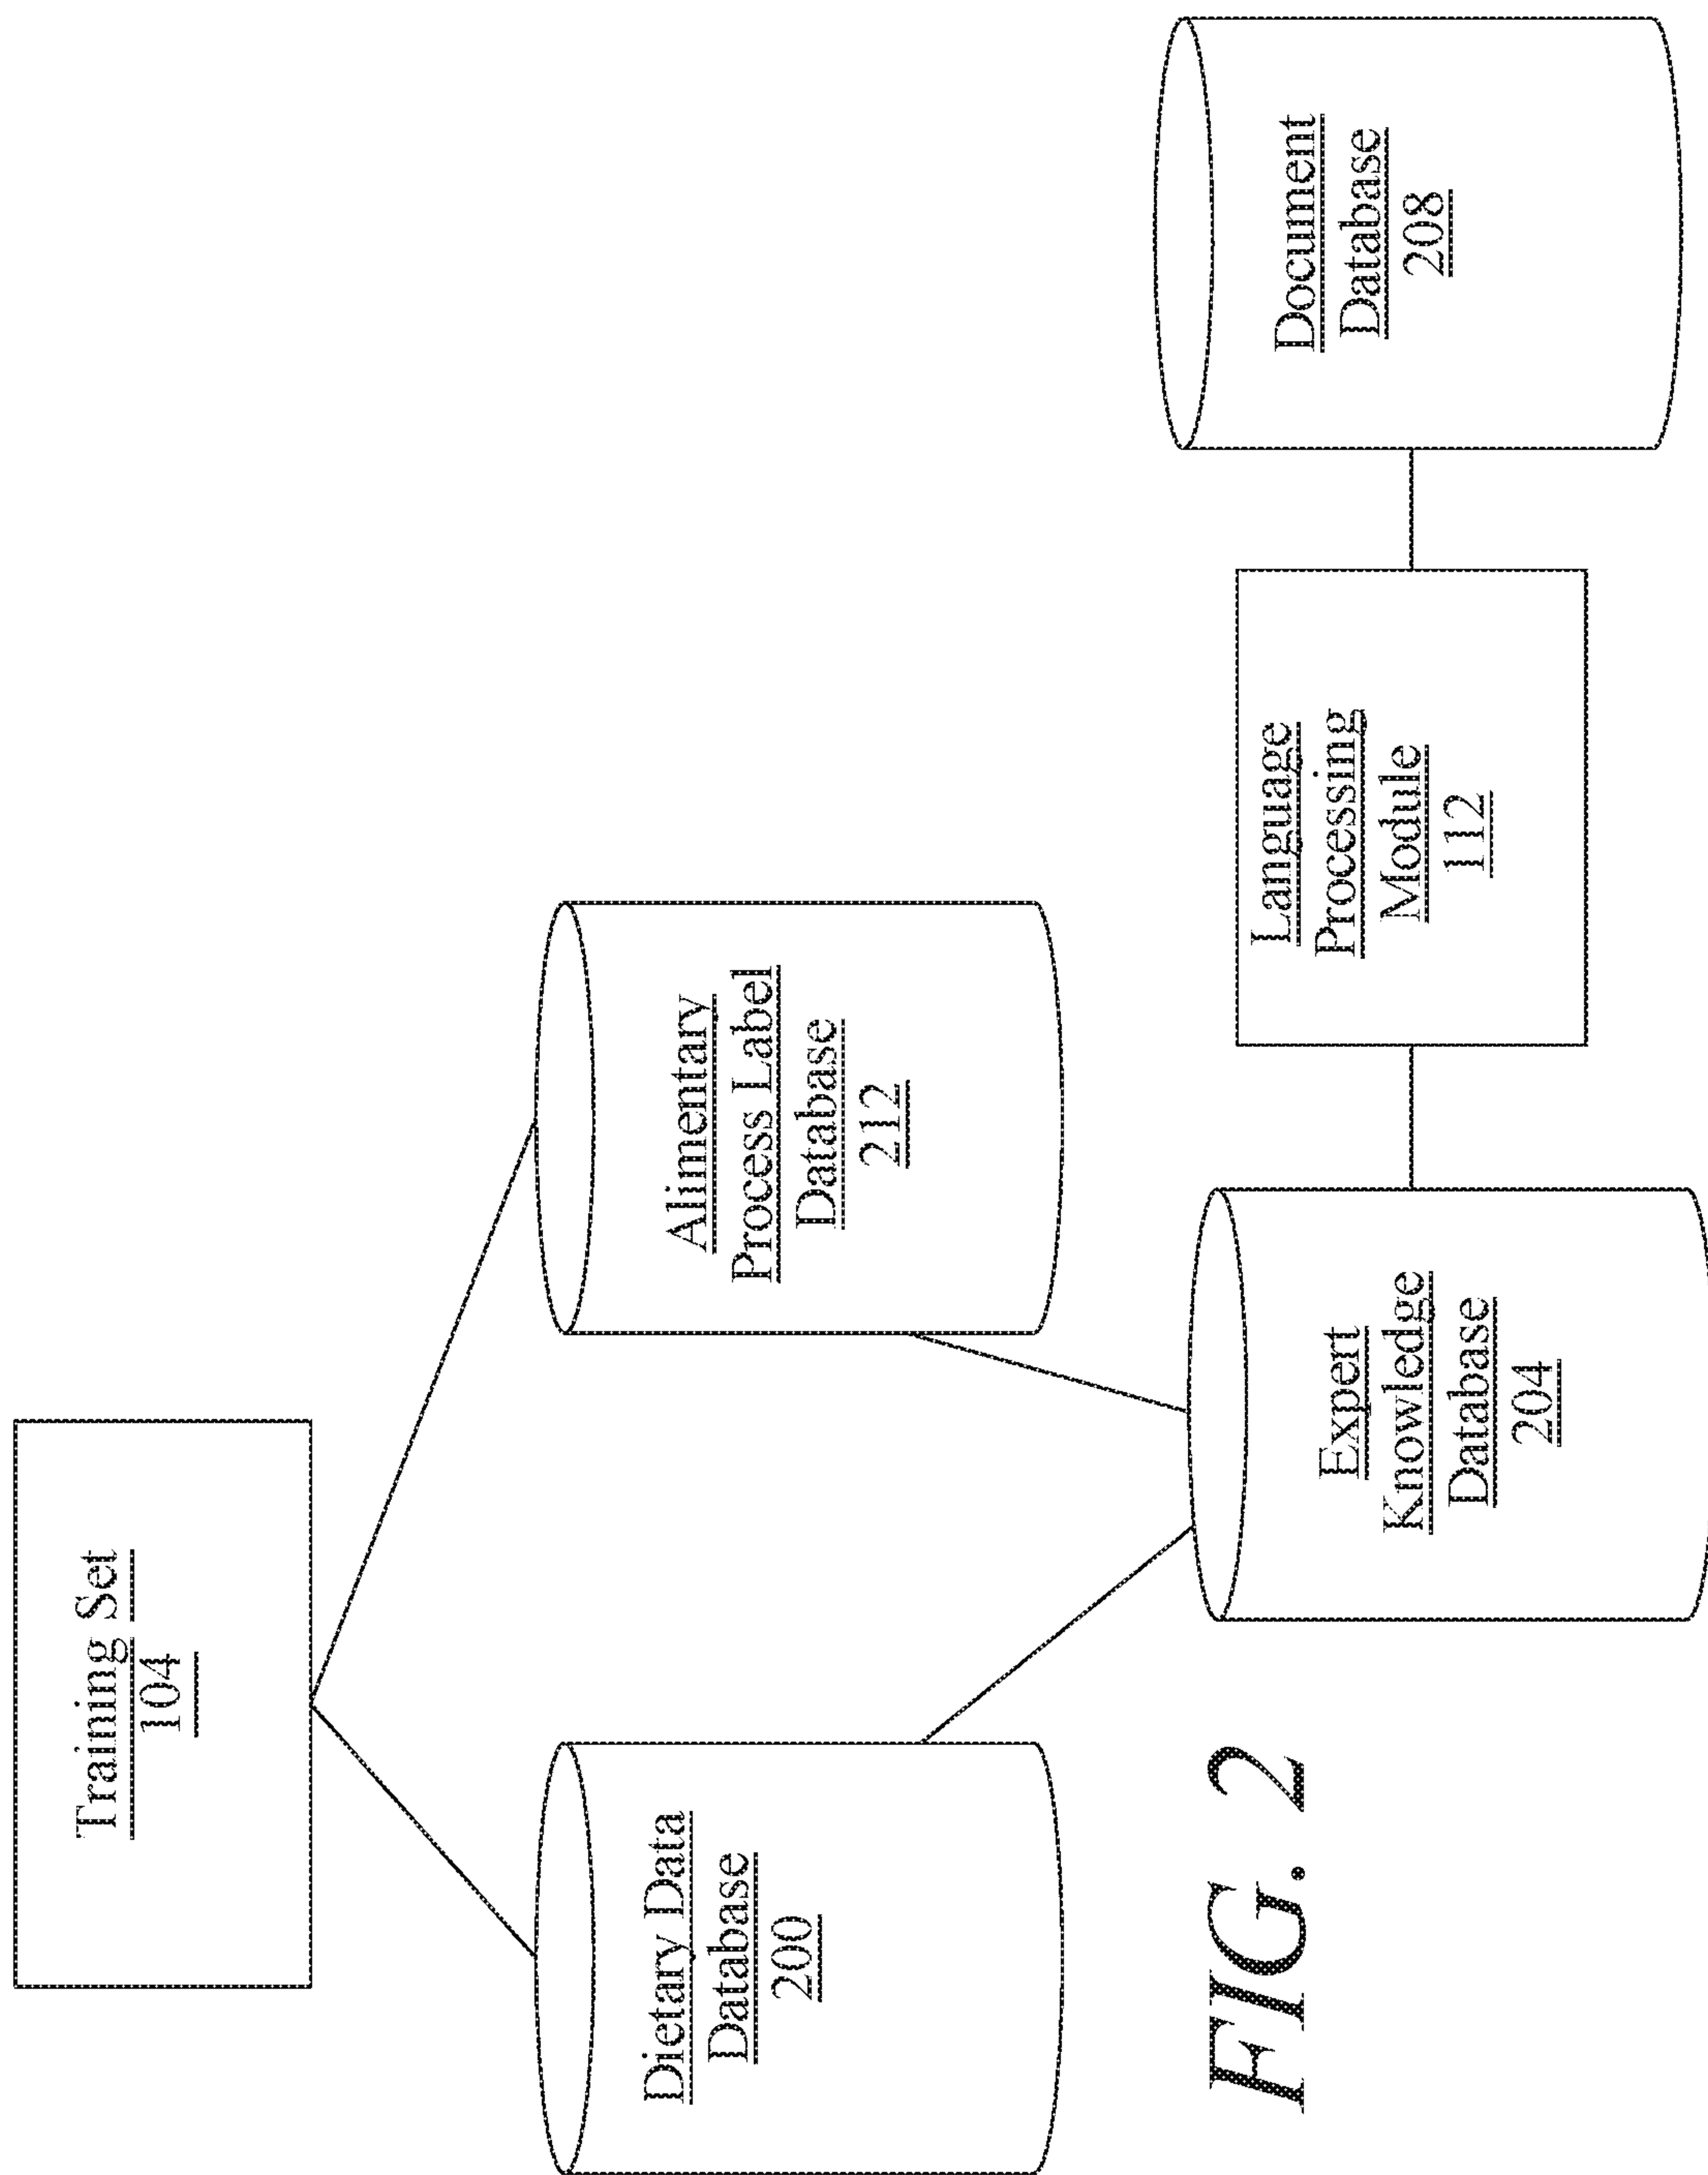 Training Set
104
Dietary Data
Database
200
Alimentary
Process Label
Database
212
Expert
Knowledge
Database
204
Language
Processing
Module
112
Document
Database
208
FIG. 2